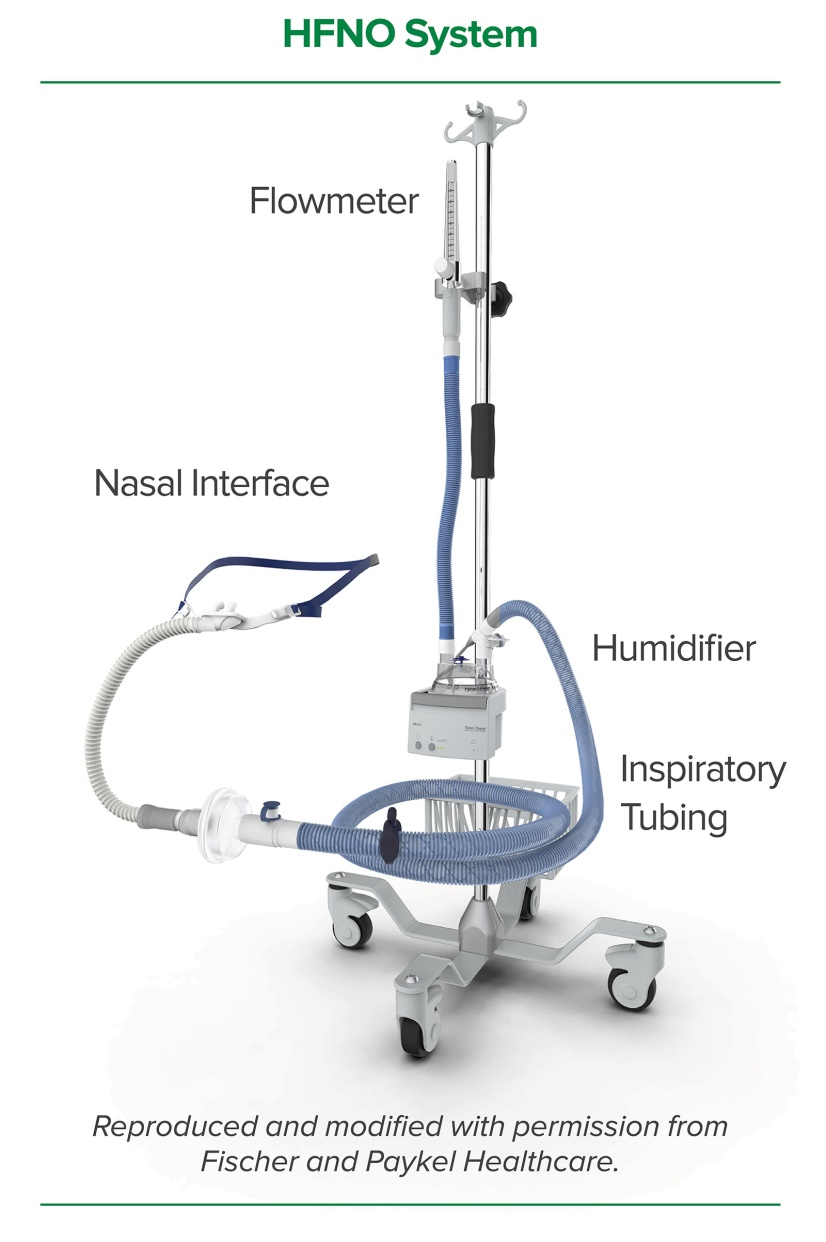 HFNO System
Flowmeter
Nasal Interface
Humidifier
Inspiratory
Tubing
Reproduced and modified with permission from
Fischer and Paykel Healthcare.